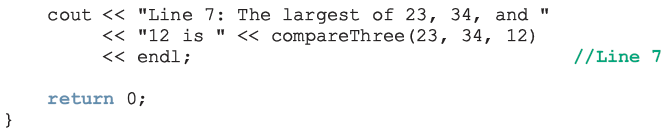 cout << "Line 7: The largest of 23, 34, and "
<< "12 is " << compareThree(23, 34, 12)
<< endl; //Line 7
return 0;
}